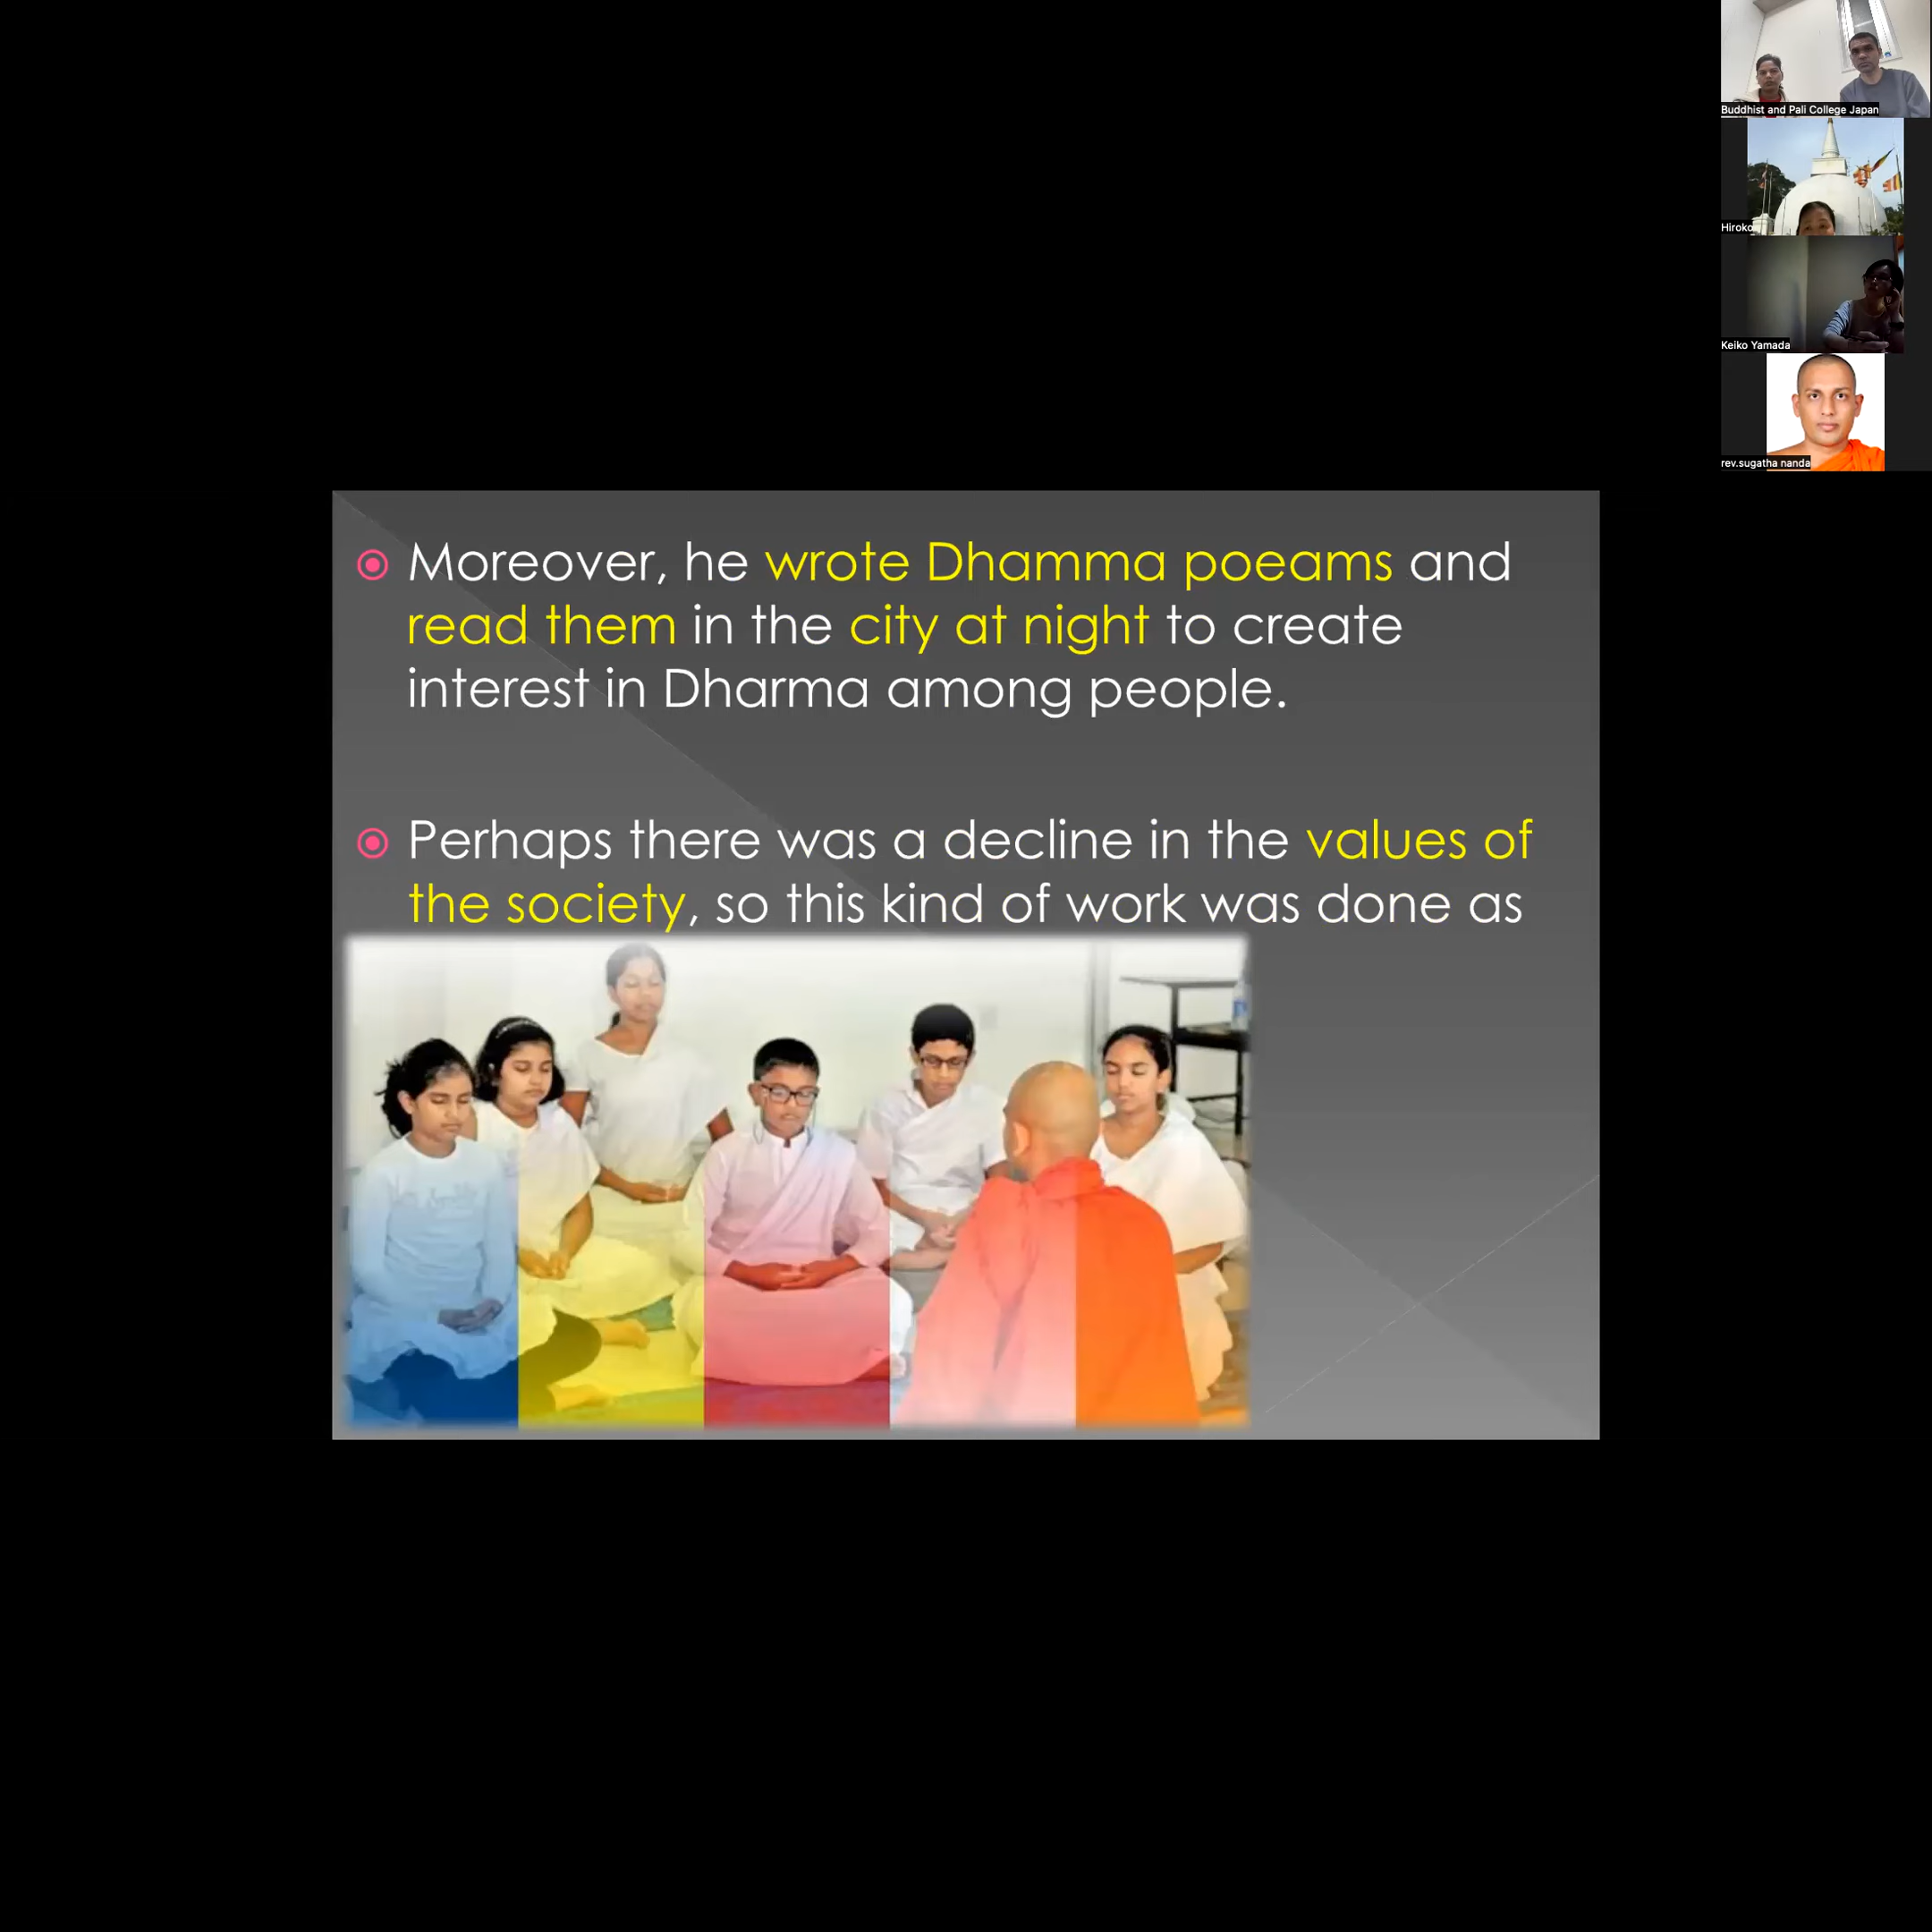 Buddhist and Pali College Japan
Hiroko
Keiko Yamada
rev.sugatha nanda
Moreover, he wrote Dhamma poeams and
read them in the city at night to create
interest in Dharma among people.
Perhaps there was a decline in the values of
the society, so this kind of work was done as